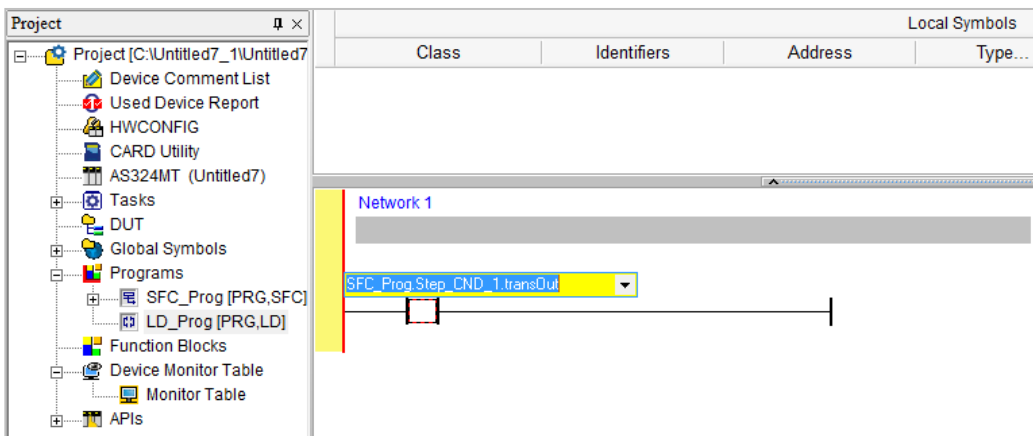 Project
Project [C:\Untitled7_1\Untitled7
Device Comment List
Used Device Report
HWCONFIG
CARD Utility
AS324MT (Untitled7)
Tasks
DUT
Global Symbols
Programs
SFC_Prog [PRG,SFC]
LD_Prog [PRG,LD]
Function Blocks
Device Monitor Table
Monitor Table
APIs
Local Symbols
Class Identifiers Address Type...
Network 1
SFC_Prog.Step_CND_1.transOut